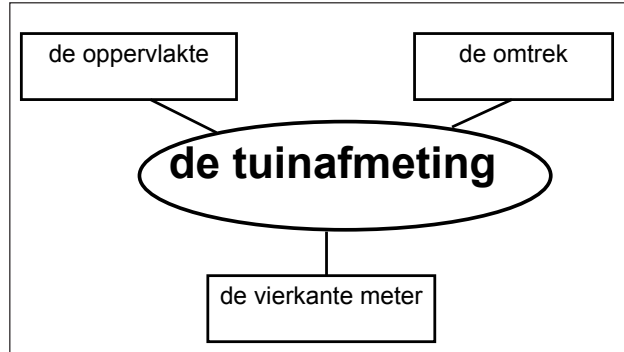 de oppervlakte
de omtrek
de tuinafmeting
de vierkante meter